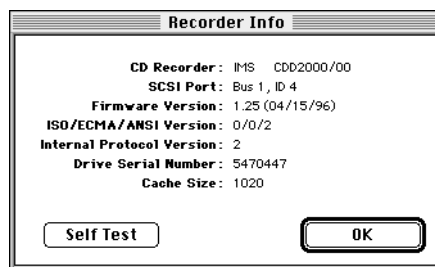 Recorder Info
CD Recorder: IMS CDD2000/00
SCSI Port: Bus 1, ID 4
Firmware Version: 1.25 (04/15/96)
ISO/ECMA/ANSI Version: 0/0/2
Internal Protocol Version: 2
Drive Serial Number: 5470447
Cache Size: 1020
Self Test OK